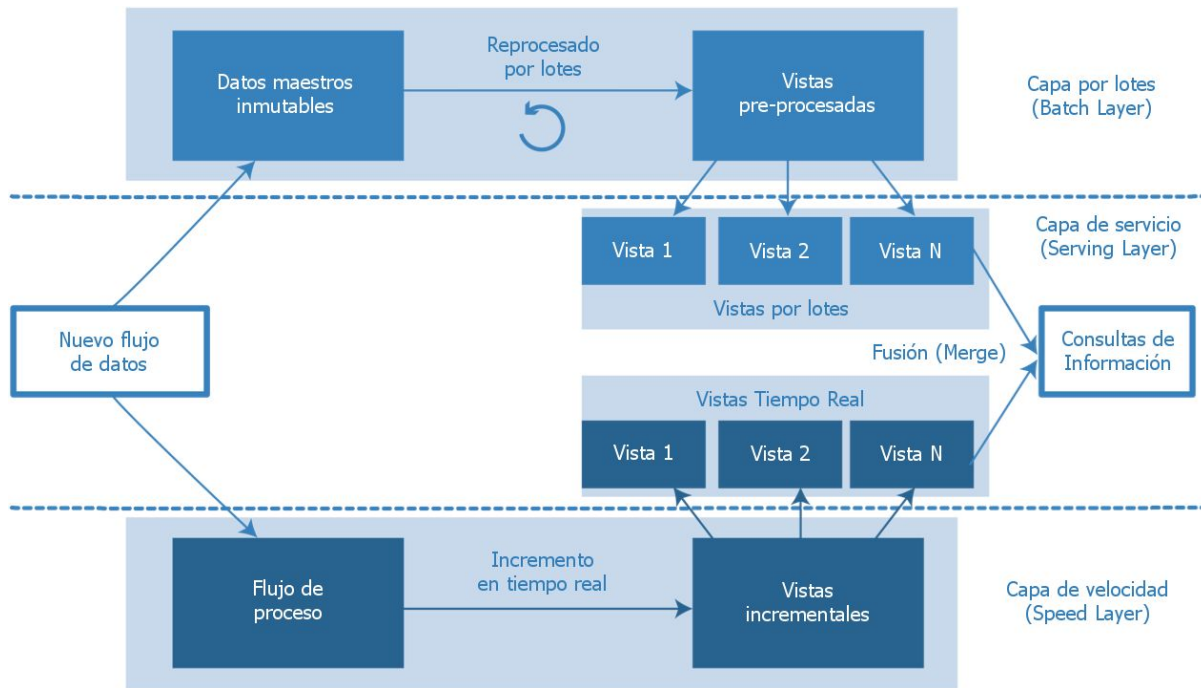 Datos maestros
inmutables
Reprocesado
por lotes
Vistas
pre-procesadas
Capa por lotes
(Batch Layer)
Vista 1
Vista 2
Vista N
Vistas por lotes
Capa de servicio
(Serving Layer)
Nuevo flujo
de datos
Fusión (Merge)
Consultas de
Información
Vistas Tiempo Real
Vista 1
Vista 2
Vista N
Flujo de
proceso
Incremento
en tiempo real
Vistas
incrementales
Capa de velocidad
(Speed Layer)